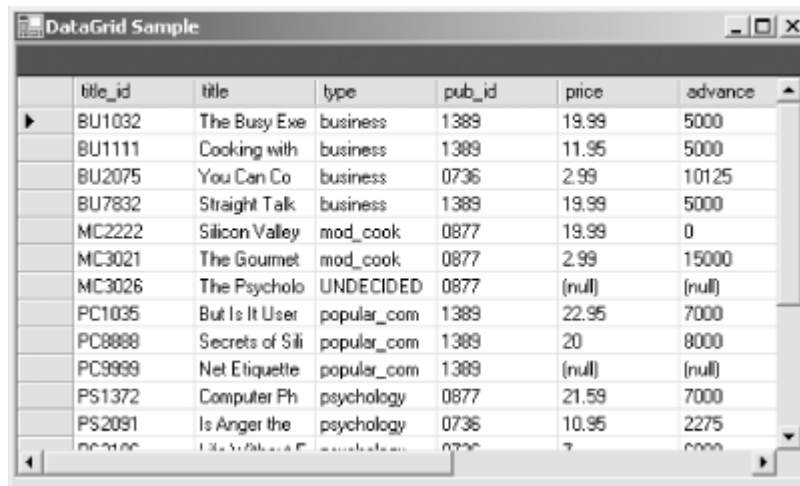 DataGrid Sample
title_id title type pub_id price advance
BU1032 The Busy Exe business 1389 19.99 5000
BU1111 Cooking with business 1389 11.95 5000
BU2075 You Can Co business 0736 2.99 10125
BU7832 Straight Talk business 1389 19.99 5000
MC2222 Silicon Valley mod_cook 0877 19.99 0
MC3021 The Gourmet mod_cook 0877 2.99 15000
MC3026 The Psycholo UNDECIDED 0877 (null) (null)
PC1035 But Is It User popular_com 1389 22.95 7000
PC8888 Secrets of Sili popular_com 1389 20 8000
PC9999 Net Etiquette popular_com 1389 (null) (null)
PS1372 Computer Ph psychology 0877 21.59 7000
PS2091 Is Anger the psychology 0736 10.95 2275